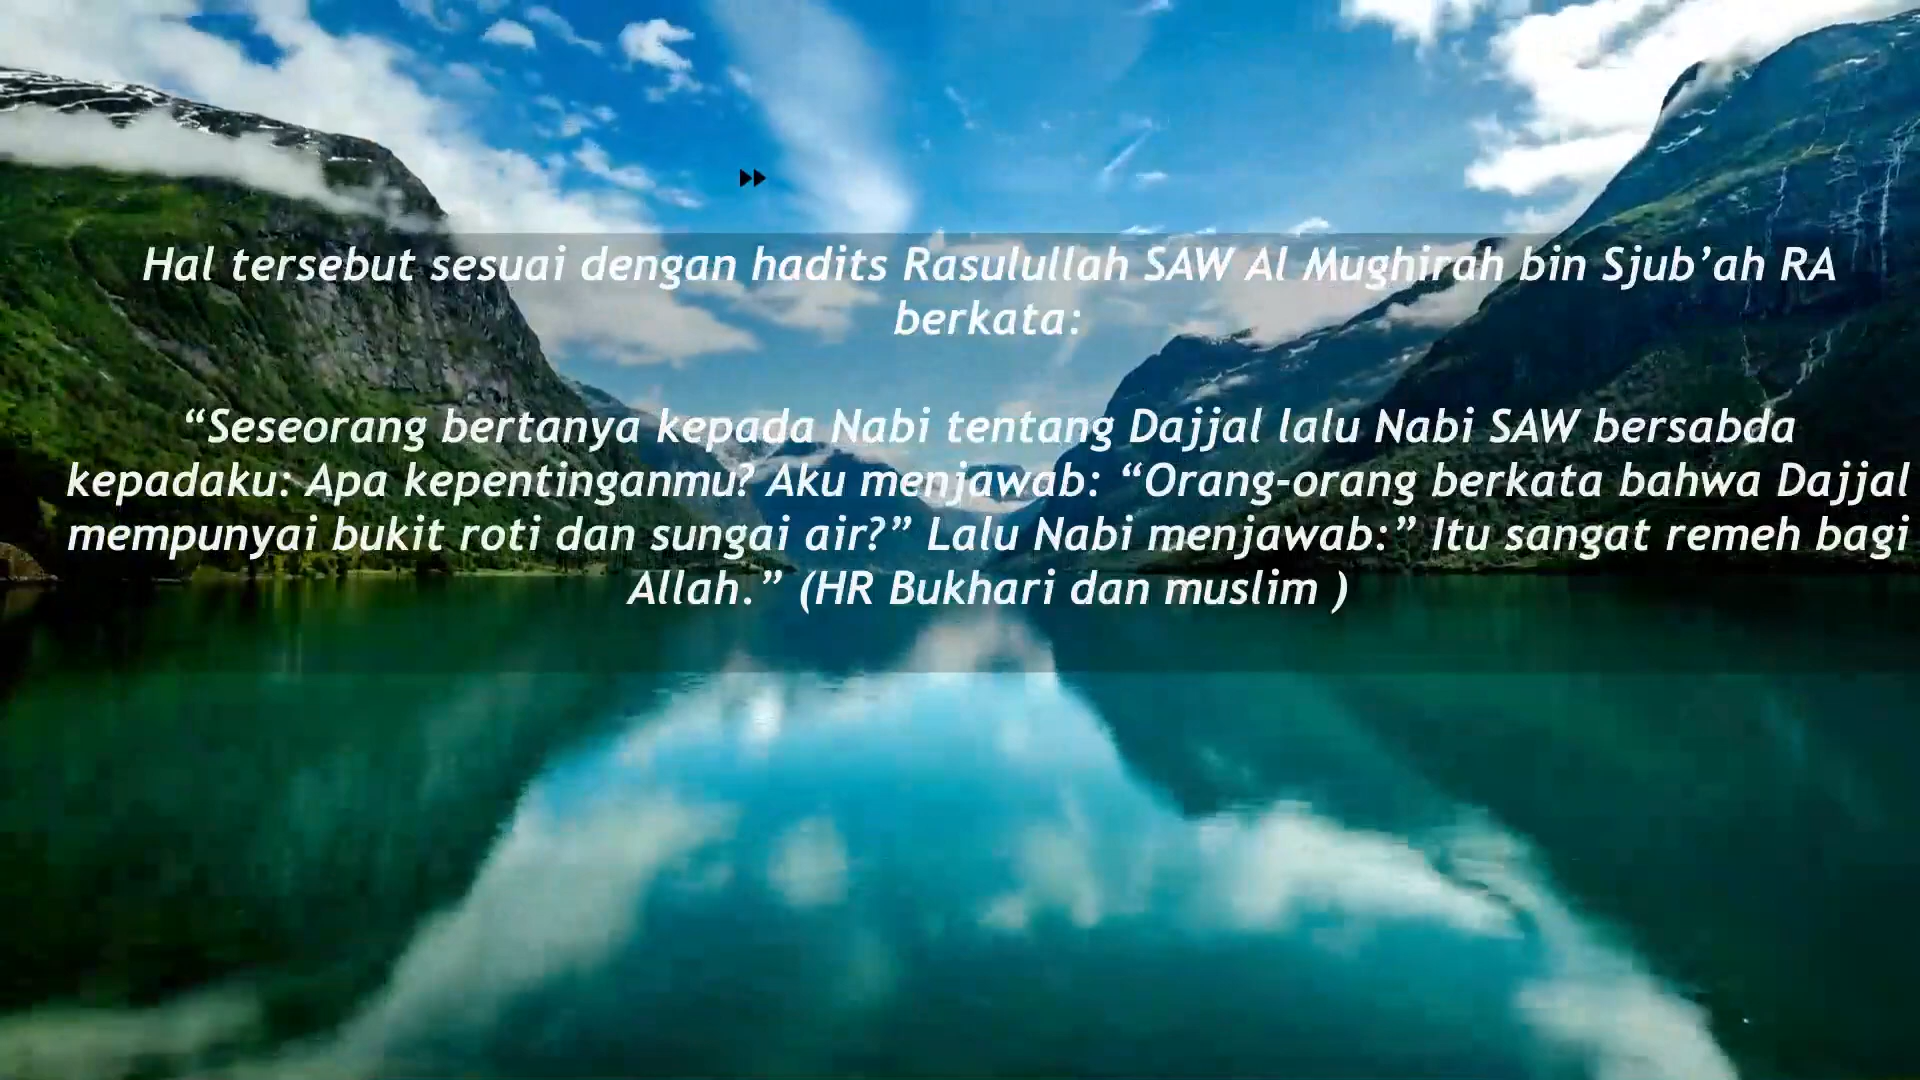 Hal tersebut sesuai dengan hadits Rasulullah SAW Al Mughirah bin Sjub’ah RA
berkata:
“Seseorang bertanya kepada Nabi tentang Dajjal lalu Nabi SAW bersabda
kepadaku: Apa kepentinganmu? Aku menjawab: “Orang-orang berkata bahwa Dajjal
mempunyai bukit roti dan sungai air?” Lalu Nabi menjawab:” Itu sangat remeh bagi
Allah.” (HR Bukhari dan muslim )